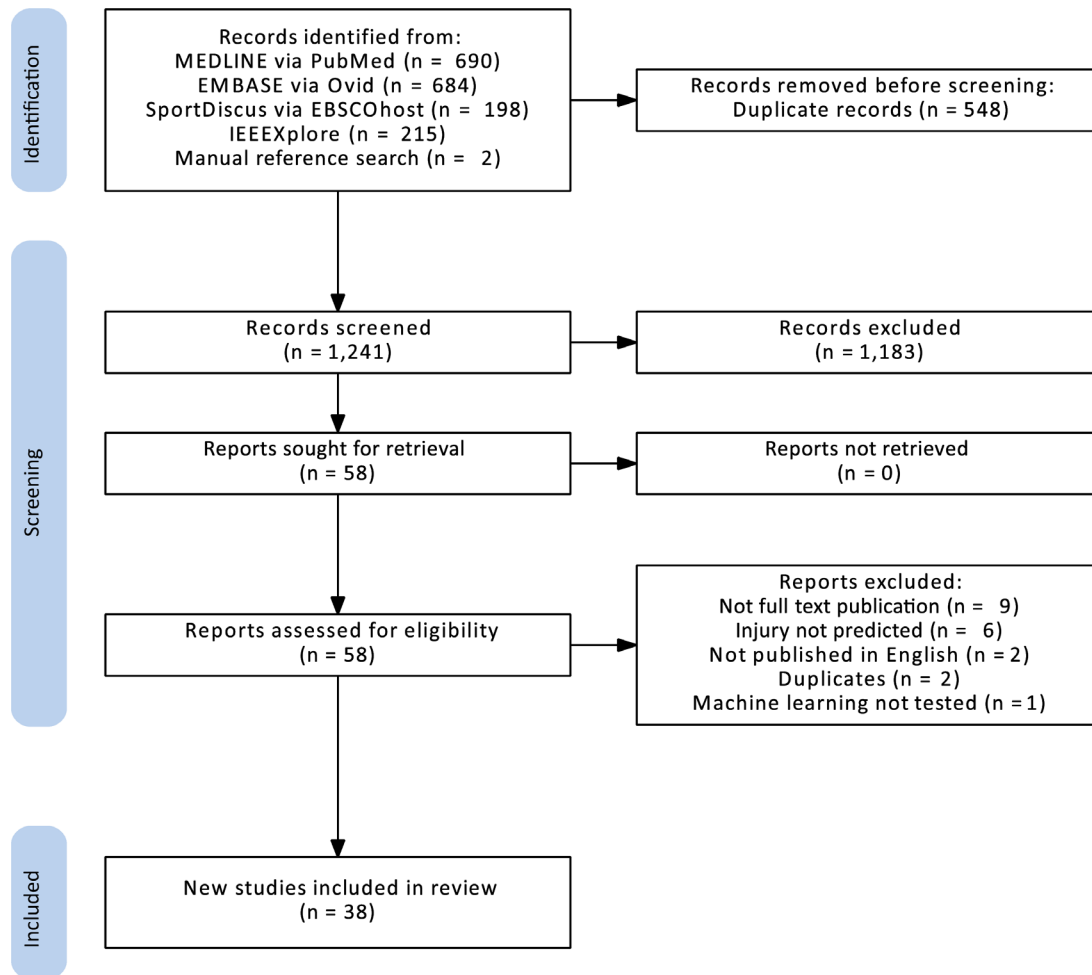 Identification
Records identified from:
MEDLINE via PubMed (n = 690)
EMBASE via Ovid (n = 684)
SportDiscus via EBSCOhost (n = 198)
IEEEXplore (n = 215)
Manual reference search (n = 2)
Records removed before screening:
Duplicate records (n = 548)
Screening
Records screened
(n = 1,241)
Records excluded
(n = 1,183)
Reports sought for retrieval
(n = 58)
Reports not retrieved
(n = 0)
Reports assessed for eligibility
(n = 58)
Reports excluded:
Not full text publication (n = 9)
Injury not predicted (n = 6)
Not published in English (n = 2)
Duplicates (n = 2)
Machine learning not tested (n = 1)
Included
New studies included in review
(n = 38)